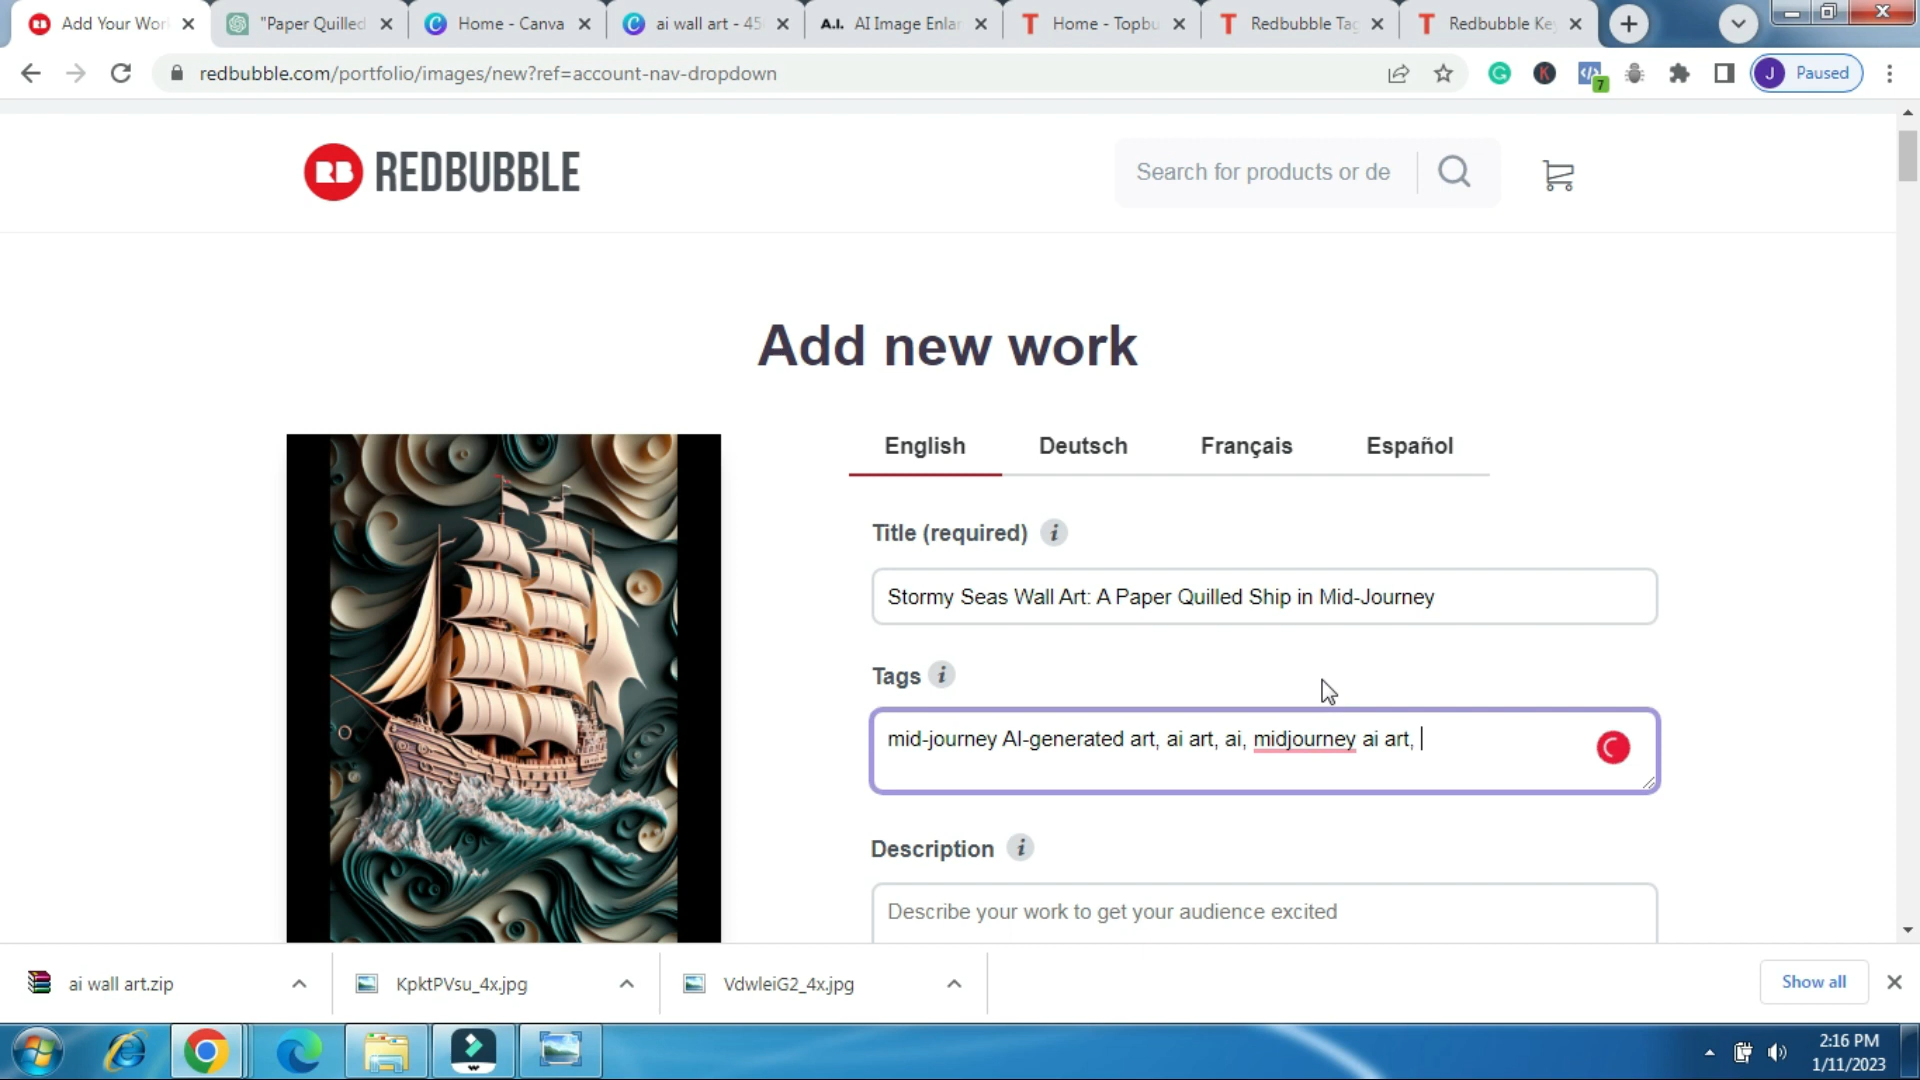 Add Your Wor
"Paper Quilled
Home - Canva
ai wall art - 45
A.I. AI Image Enlar
T Home - Topbu
T Redbubble Tag
T Redbubble Key
redbubble.com/portfolio/images/new?ref=account-nav-dropdown
7
J Paused
RB REDBUBBLE
Search for products or de
Add new work
English Deutsch Français Español
Title (required) i
Stormy Seas Wall Art: A Paper Quilled Ship in Mid-Journey
Tags i
mid-journey AI-generated art, ai art, ai, midjourney ai art,
Description i
Describe your work to get your audience excited
ai wall art.zip
KpktPVsu_4x.jpg
VdwleiG2_4x.jpg
Show all
2:16 PM
1/11/2023